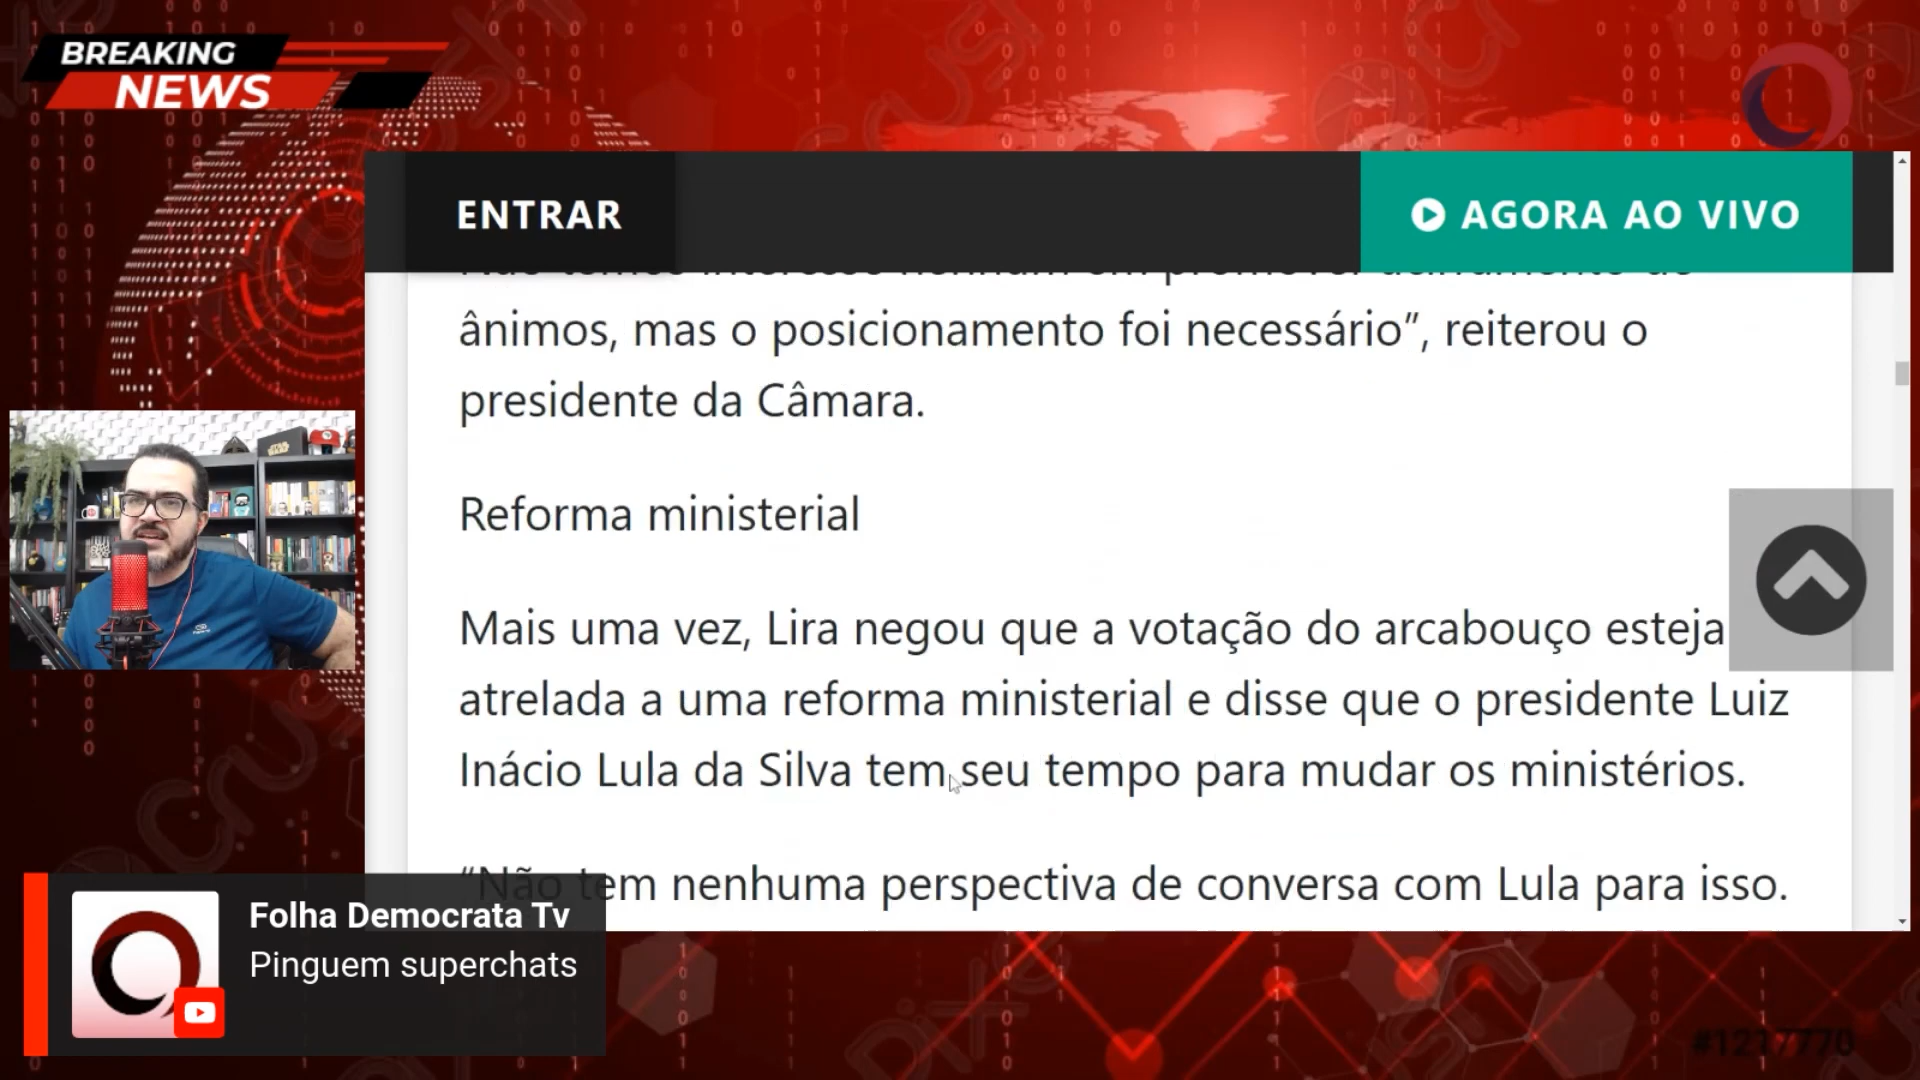 BREAKING
NEWS
ENTRAR
AGORA AO VIVO
ânimos, mas o posicionamento foi necessário”, reiterou o
presidente da Câmara.
Reforma ministerial
Mais uma vez, Lira negou que a votação do arcabouço esteja
atrelada a uma reforma ministerial e disse que o presidente Luiz
Inácio Lula da Silva tem seu tempo para mudar os ministérios.
“Não tem nenhuma perspectiva de conversa com Lula para isso.
Folha Democrata Tv
Pinguem superchats